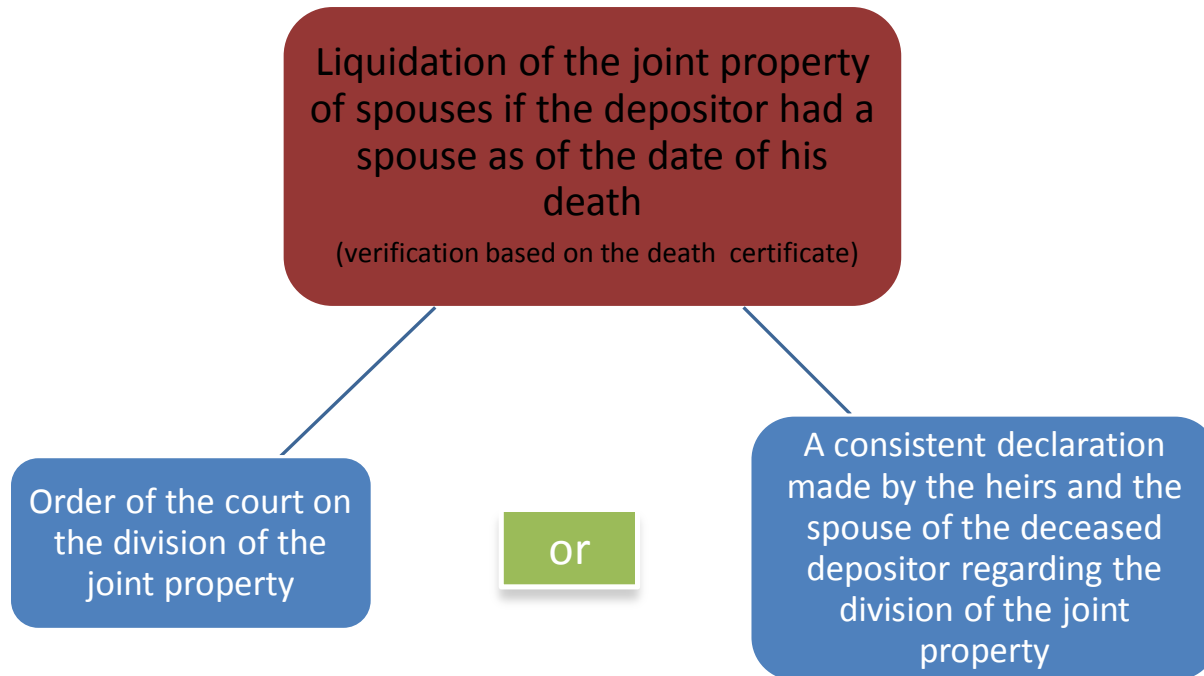 Liquidation of the joint property
of spouses if the depositor had a
spouse as of the date of his
death
(verification based on the death certificate)
Order of the court on
the division of the
joint property
or
A consistent declaration
made by the heirs and the
spouse of the deceased
depositor regarding the
division of the joint
property